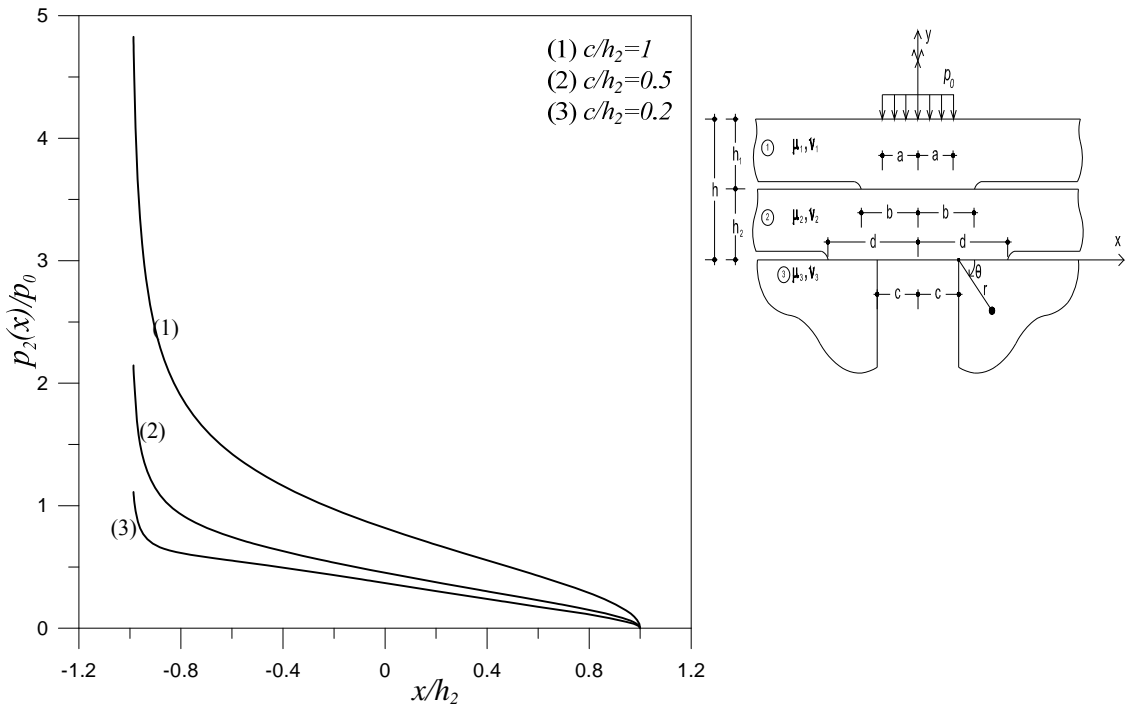 5
4
3
2
1
0
-1.2
-0.8
-0.4
0
0.4
0.8
1.2
x/h₂
p₂(x)/p₀
(1) c/h₂=1
(2) c/h₂=0.5
(3) c/h₂=0.2
(1)
(2)
(3)
y
p₀
① μ₁,ν₁
a a
h₁
h
② μ₂,ν₂
b b
h₂
d d
x
③ μ₃,ν₃
θ
r
c c